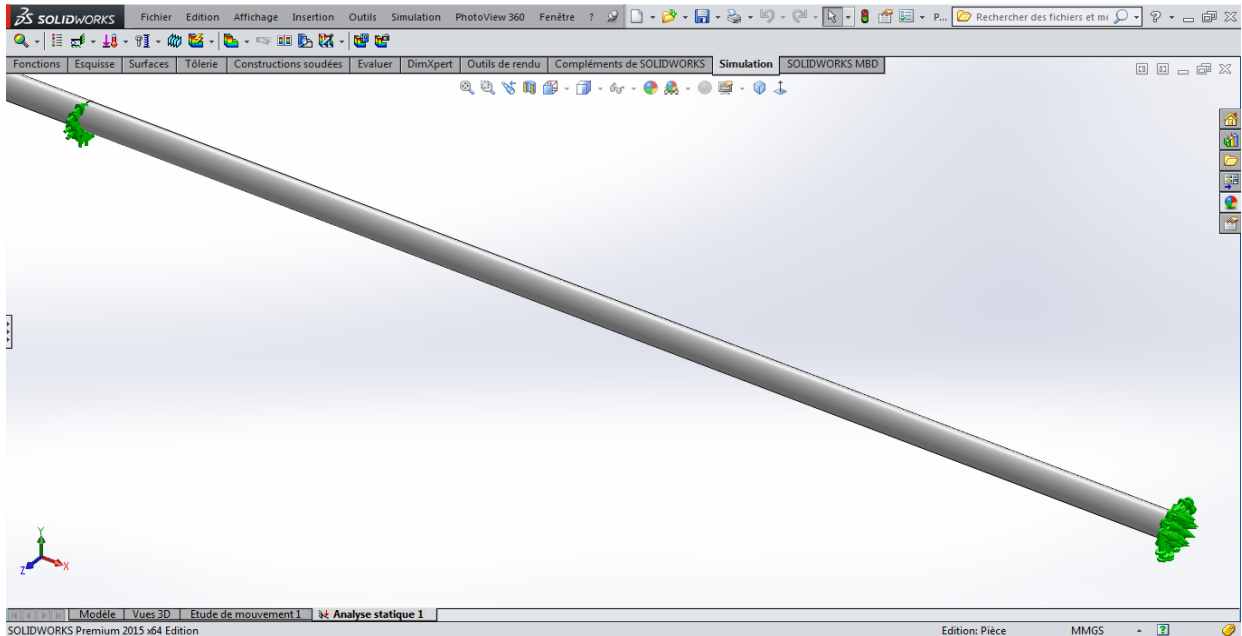 SOLIDWORKS Fichier Edition Affichage Insertion Outils Simulation PhotoView 360 Fenêtre ? P... Rechercher des fichiers et mo ?
Fonctions Esquisse Surfaces Tôlerie Constructions soudées Evaluer DimXpert Outils de rendu Compléments de SOLIDWORKS Simulation SOLIDWORKS MBD
Y
Z X
Modèle Vues 3D Etude de mouvement 1 Analyse statique 1
SOLIDWORKS Premium 2015 x64 Edition Edition: Pièce MMGS ?